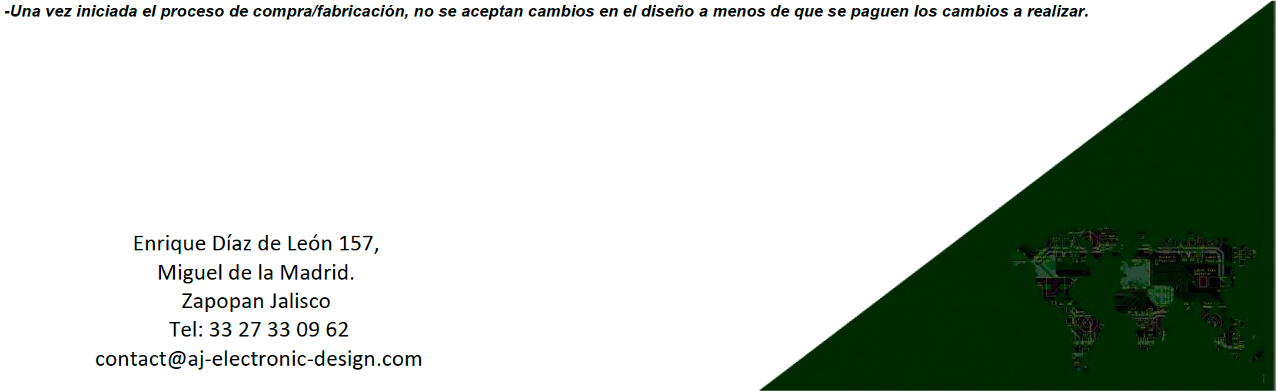 -Una vez iniciada el proceso de compra/fabricación, no se aceptan cambios en el diseño a menos de que se paguen los cambios a realizar.
Enrique Díaz de León 157,
Miguel de la Madrid.
Zapopan Jalisco
Tel: 33 27 33 09 62
contact@aj-electronic-design.com